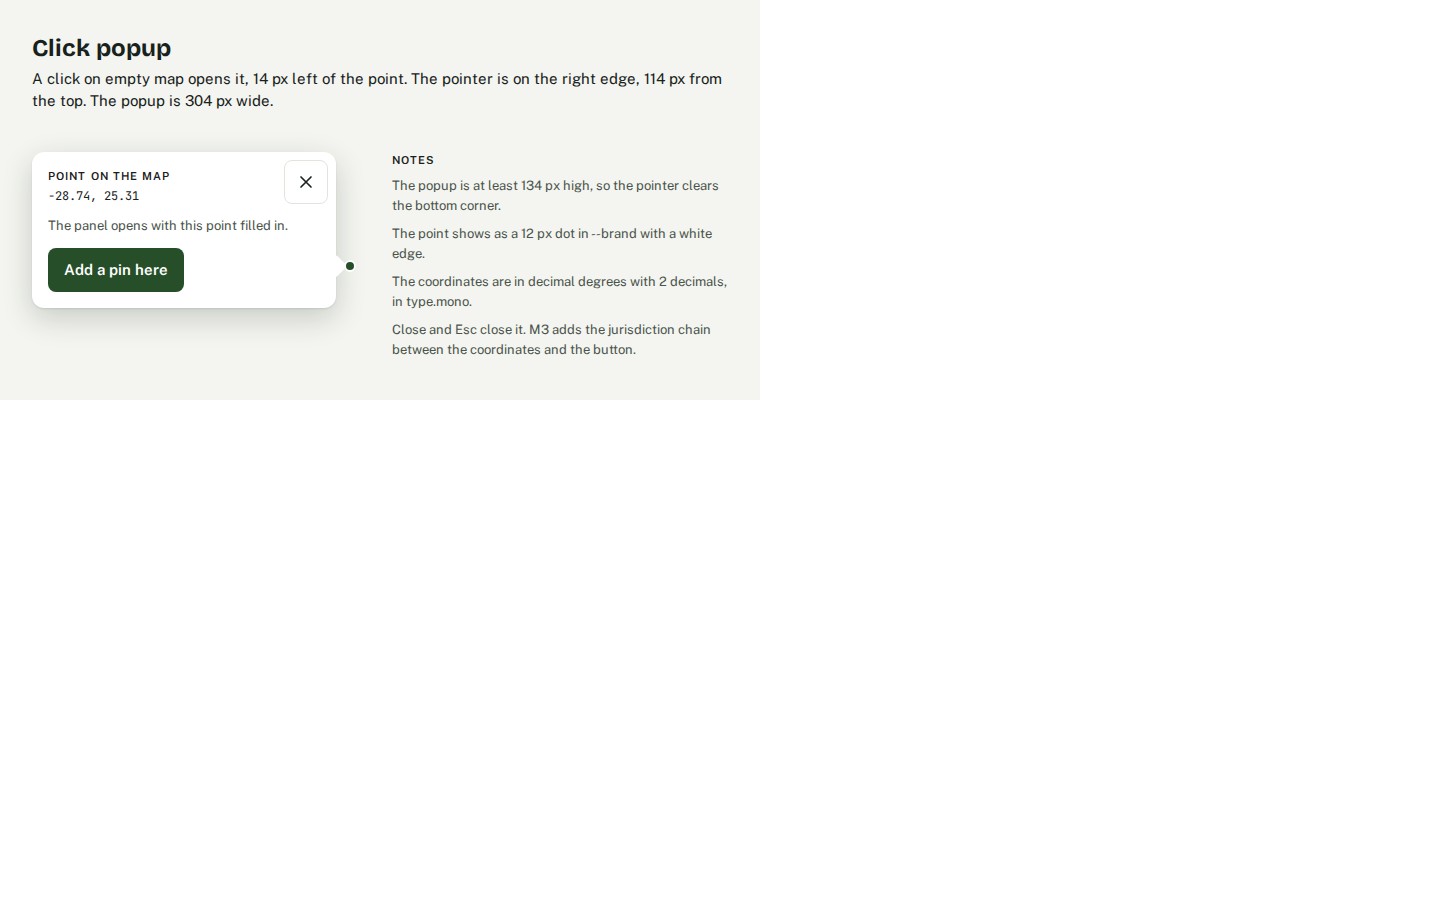 Click popup
A click on empty map opens it, 14 px left of the point. The pointer is on the right edge, 114 px from
the top. The popup is 304 px wide.
POINT ON THE MAP
-28.74, 25.31
The panel opens with this point filled in.
Add a pin here
NOTES
The popup is at least 134 px high, so the pointer clears
the bottom corner.
The point shows as a 12 px dot in --brand with a white
edge.
The coordinates are in decimal degrees with 2 decimals,
in type.mono.
Close and Esc close it. M3 adds the jurisdiction chain
between the coordinates and the button.